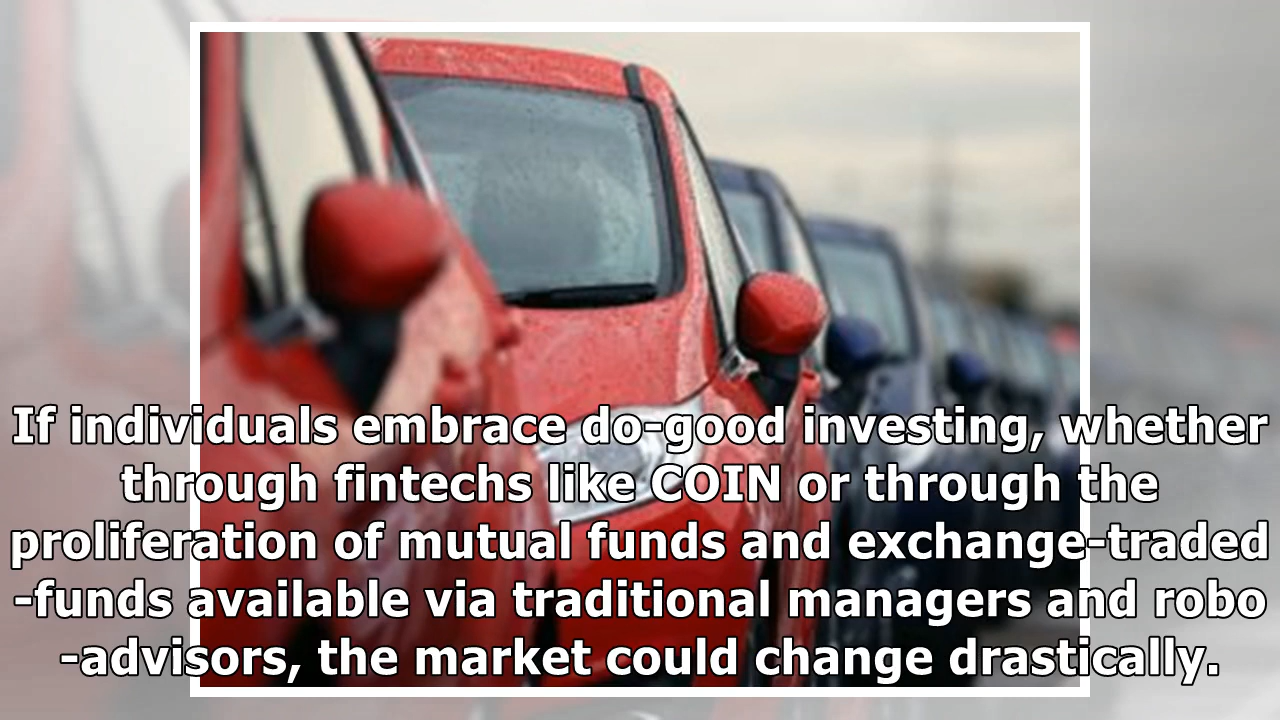 If individuals embrace do-good investing, whether
through fintechs like COIN or through the
proliferation of mutual funds and exchange-traded
-funds available via traditional managers and robo
-advisors, the market could change drastically.